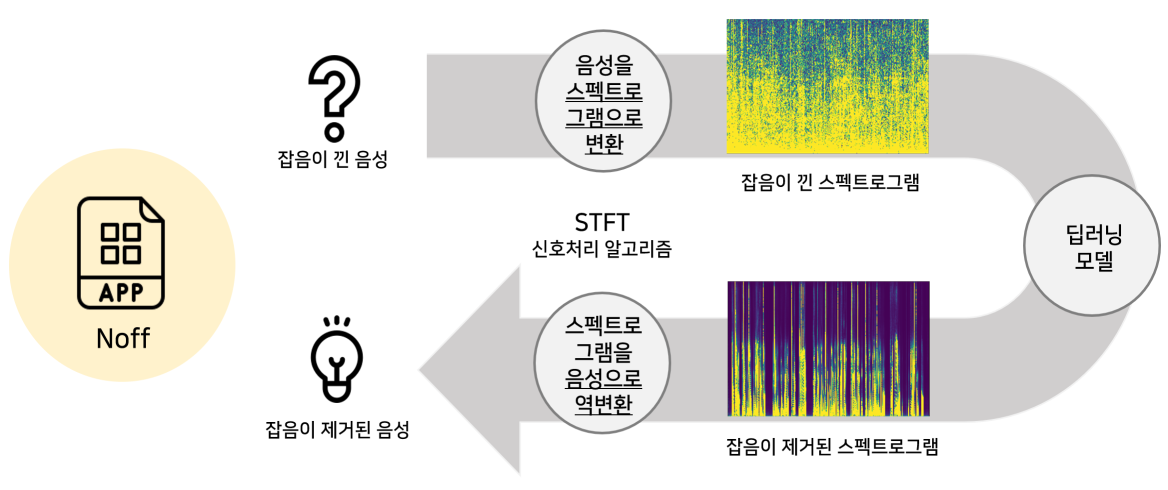 음성을
스펙트로
그램으로
변환
잡음이 낀 음성
잡음이 낀 스펙트로그램
STFT
신호처리 알고리즘
딥러닝
모델
APP
Noff
스펙트로
그램을
음성으로
역변환
잡음이 제거된 음성
잡음이 제거된 스펙트로그램